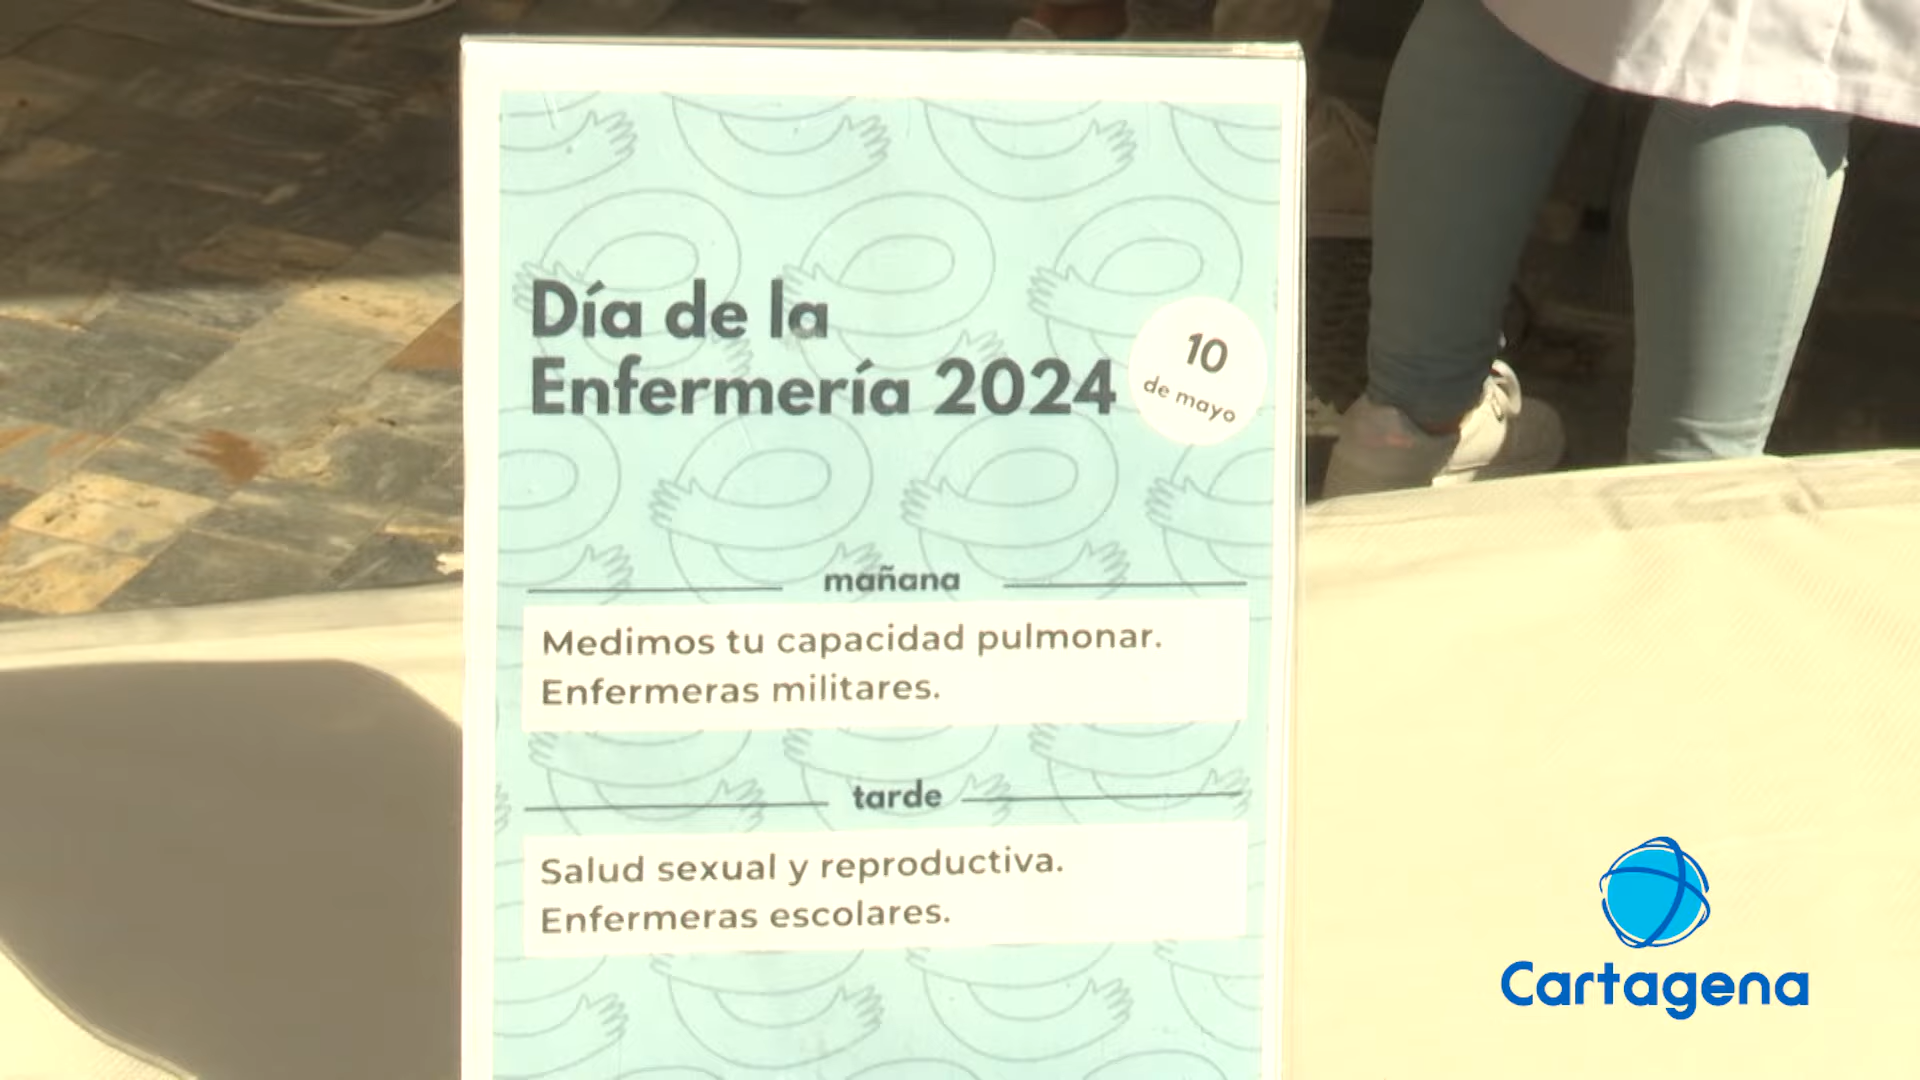 Día de la
Enfermería 2024
10
de mayo
mañana
Medimos tu capacidad pulmonar.
Enfermeras militares.
tarde
Salud sexual y reproductiva.
Enfermeras escolares.
Cartagena